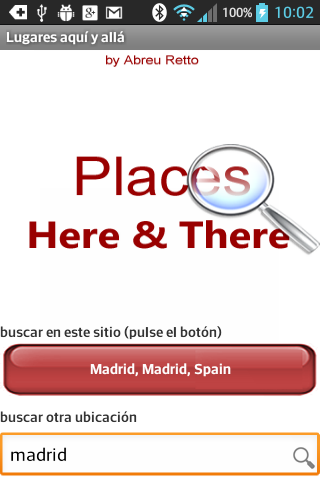 100% 10:02
Lugares aquí y allá
by Abreu Retto
Places
Here & There
buscar en este sitio (pulse el botón)
Madrid, Madrid, Spain
buscar otra ubicación
madrid